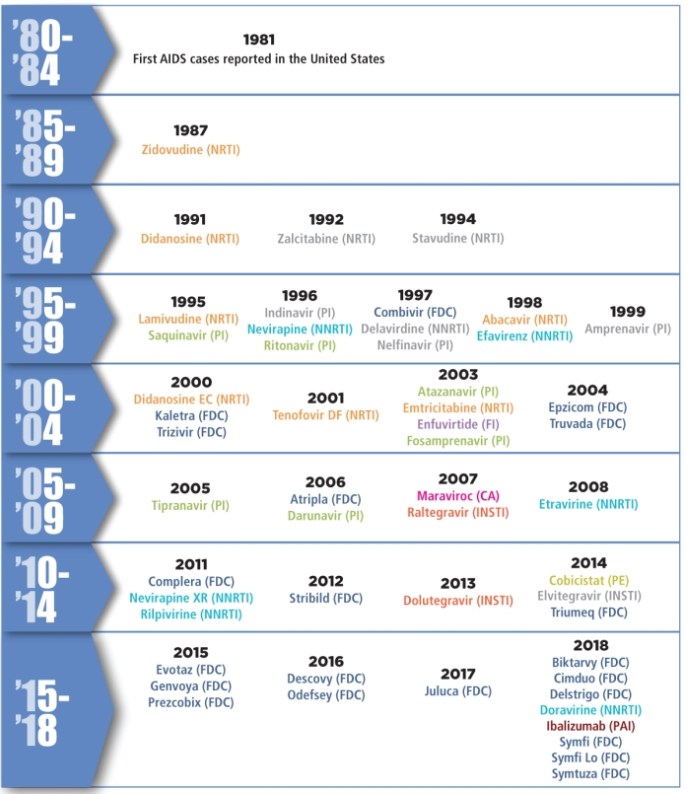 '80-
'84
1981
First AIDS cases reported in the United States
'85-
'89
1987
Zidovudine (NRTI)
'90-
'94
1991
Didanosine (NRTI)
1992
Zalcitabine (NRTI)
1994
Stavudine (NRTI)
'95-
'99
1995
Lamivudine (NRTI)
Saquinavir (PI)
1996
Indinavir (PI)
Nevirapine (NNRTI)
Ritonavir (PI)
1997
Combivir (FDC)
Delavirdine (NNRTI)
Nelfinavir (PI)
1998
Abacavir (NRTI)
Efavirenz (NNRTI)
1999
Amprenavir (PI)
'00-
'04
2000
Didanosine EC (NRTI)
Kaletra (FDC)
Trizivir (FDC)
2001
Tenofovir DF (NRTI)
2003
Atazanavir (PI)
Emtricitabine (NRTI)
Enfuvirtide (FI)
Fosamprenavir (PI)
2004
Epzicom (FDC)
Truvada (FDC)
'05-
'09
2005
Tipranavir (PI)
2006
Atripla (FDC)
Darunavir (PI)
2007
Maraviroc (CA)
Raltegravir (INSTI)
2008
Etravirine (NNRTI)
'10-
'14
2011
Complera (FDC)
Nevirapine XR (NNRTI)
Rilpivirine (NNRTI)
2012
Stribild (FDC)
2013
Dolutegravir (INSTI)
2014
Cobicistat (PE)
Elvitegravir (INSTI)
Triumeq (FDC)
'15-
'18
2015
Evotaz (FDC)
Genvoya (FDC)
Prezcobix (FDC)
2016
Descovy (FDC)
Odefsey (FDC)
2017
Juluca (FDC)
2018
Biktarvy (FDC)
Cimduo (FDC)
Delstrigo (FDC)
Doravirine (NNRTI)
Ibalizumab (PAI)
Symfi (FDC)
Symfi Lo (FDC)
Symtuza (FDC)